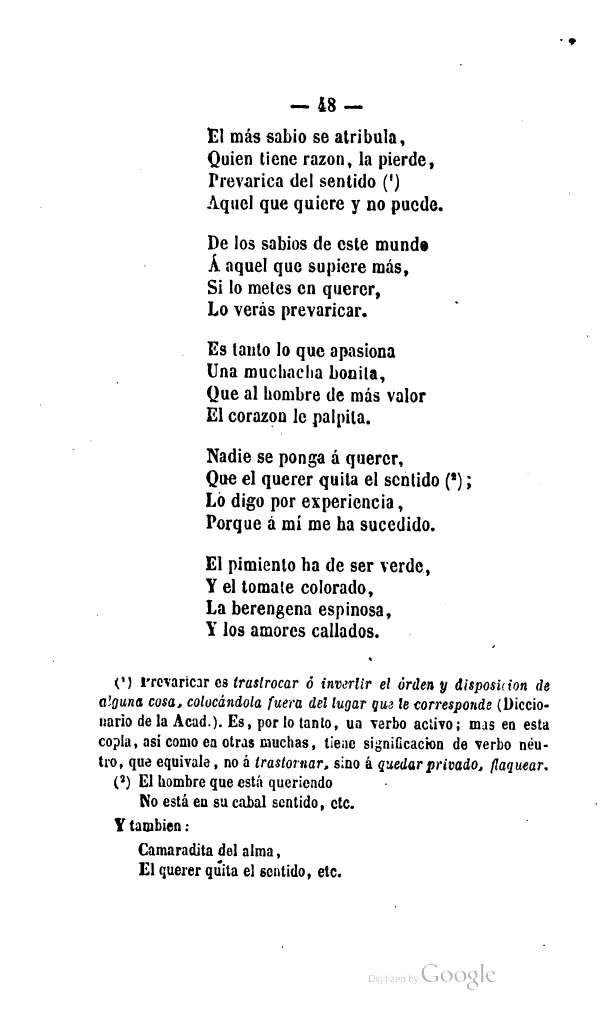 — 48 —
El más sabio se atribula,
Quien tiene razon, la pierde,
Prevarica del sentido (¹)
Aquel que quiere y no puede.
De los sabios de este mundo
Á aquel que supiere más,
Si lo metes en querer,
Lo verás prevaricar.
Es tanto lo que apasiona
Una muchacha bonita,
Que al hombre de más valor
El corazon le palpita.
Nadie se ponga á querer,
Que el querer quita el sentido (²);
Lo digo por experiencia,
Porque á mí me ha sucedido.
El pimiento ha de ser verde,
Y el tomate colorado,
La berengena espinosa,
Y los amores callados.
(¹) Prevaricar es trastrocar ó invertir el órden y disposicion de
alguna cosa, colocándola fuera del lugar que le corresponde (Diccio-
nario de la Acad.). Es, por lo tanto, un verbo activo; mas en esta
copla, asi como en otras muchas, tiene significacion de verbo néu-
tro, que equivale, no á trastornar, sino á quedar privado, flaquear.
(²) El hombre que está queriendo
No está en su cabal sentido, etc.
Y tambien:
Camaradita del alma,
El querer quita el sentido, etc.
Digitized by Google